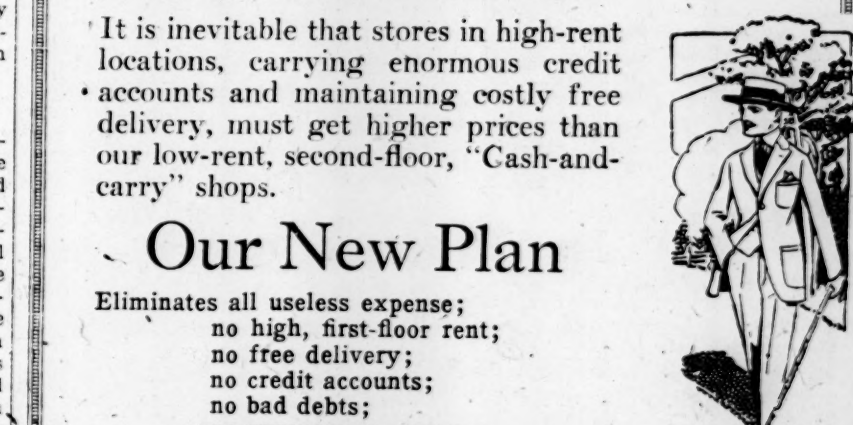 It is inevitable that stores in high-rent
locations, carrying enormous credit
accounts and maintaining costly free
delivery, must get higher prices than
our low-rent, second-floor, "Cash-and-
carry" shops.
Our New Plan
Eliminates all useless expense;
no high, first-floor rent;
no free delivery;
no credit accounts;
no bad debts;